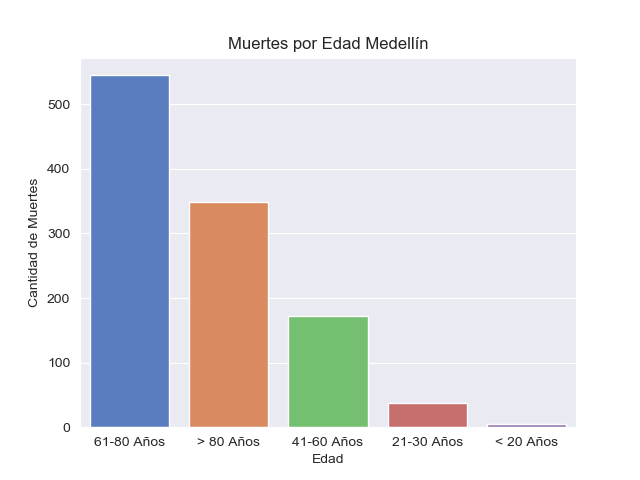 Muertes por Edad Medellín
Cantidad de Muertes
500
400
300
200
100
0
61-80 Años
> 80 Años
41-60 Años
21-30 Años
< 20 Años
Edad